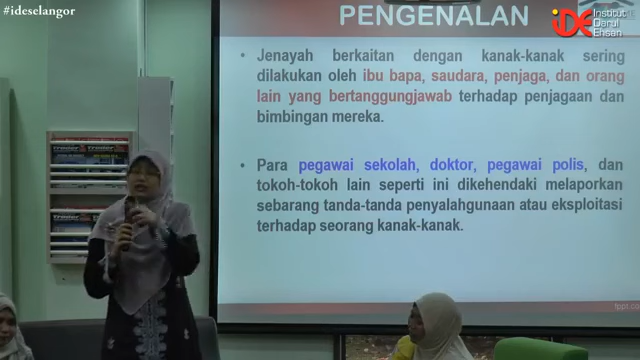 #ideselangor
PENGENALAN
iDE
Institut
Darul
Ehsan
• Jenayah berkaitan dengan kanak-kanak sering
dilakukan oleh ibu bapa, saudara, penjaga, dan orang
lain yang bertanggungjawab terhadap penjagaan dan
bimbingan mereka.
• Para pegawai sekolah, doktor, pegawai polis, dan
tokoh-tokoh lain seperti ini dikehendaki melaporkan
sebarang tanda-tanda penyalahgunaan atau eksploitasi
terhadap seorang kanak-kanak.